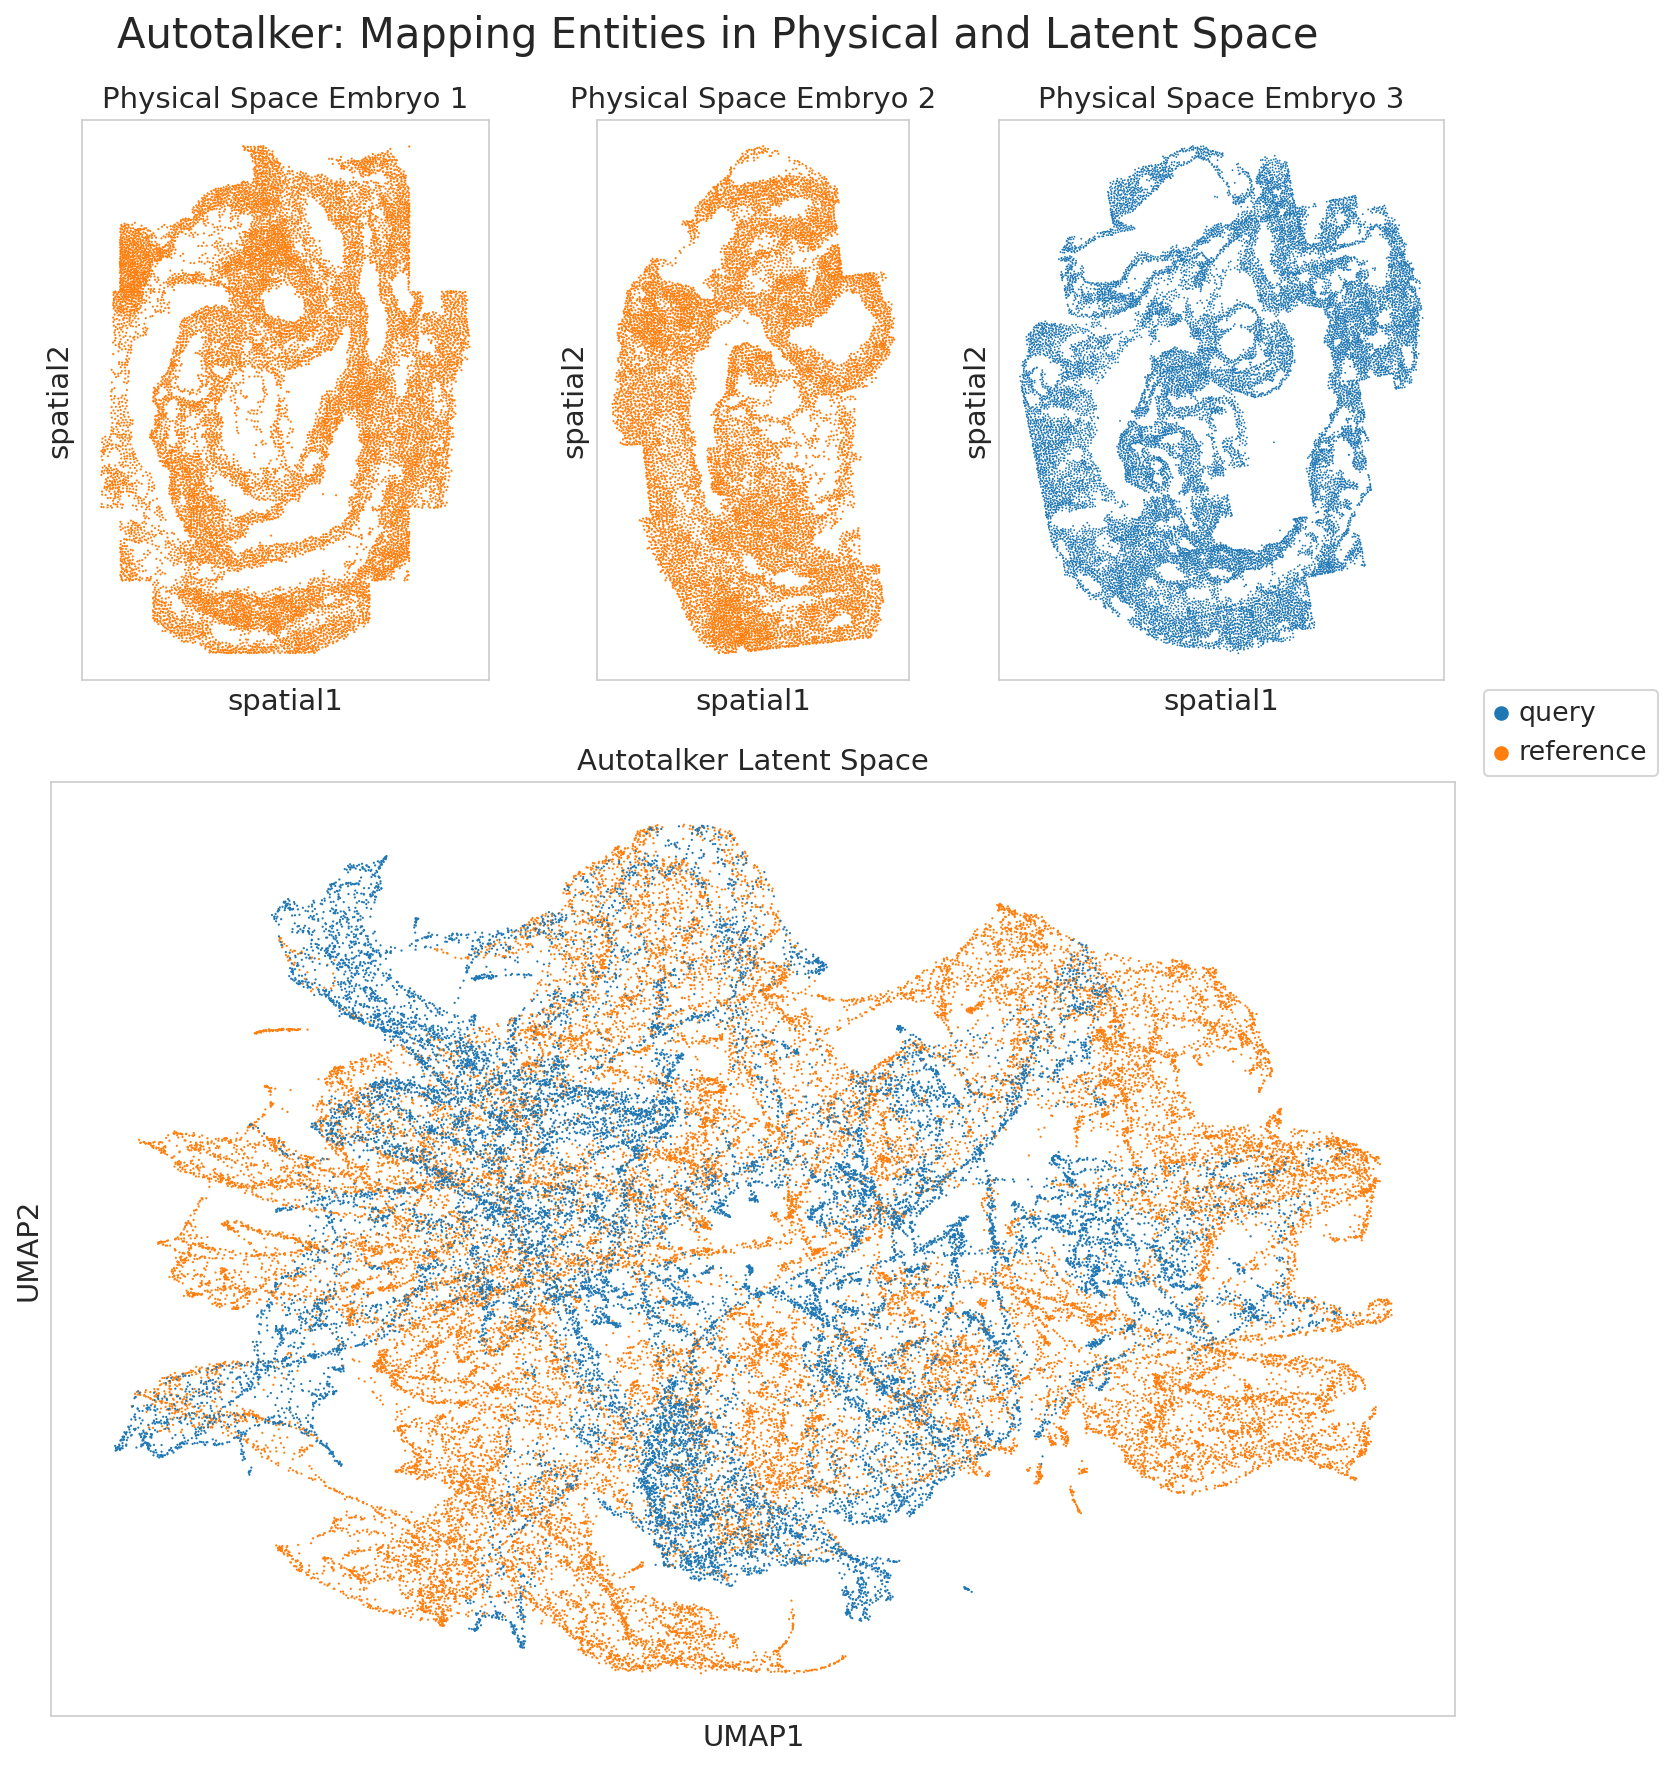 Autotalker: Mapping Entities in Physical and Latent Space
Physical Space Embryo 1
Physical Space Embryo 2
Physical Space Embryo 3
spatial2
spatial2
spatial2
spatial1
spatial1
spatial1
query
reference
Autotalker Latent Space
UMAP2
UMAP1